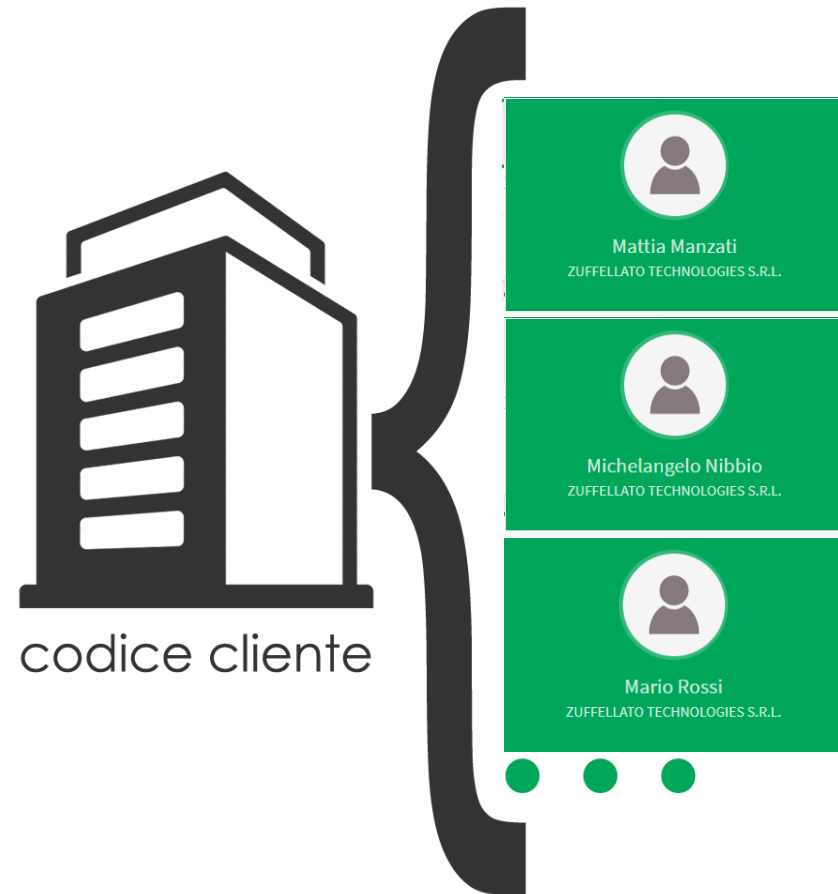 codice cliente
Mattia Manzati
ZUFFELLATO TECHNOLOGIES S.R.L.
Michelangelo Nibbio
ZUFFELLATO TECHNOLOGIES S.R.L.
Mario Rossi
ZUFFELLATO TECHNOLOGIES S.R.L.